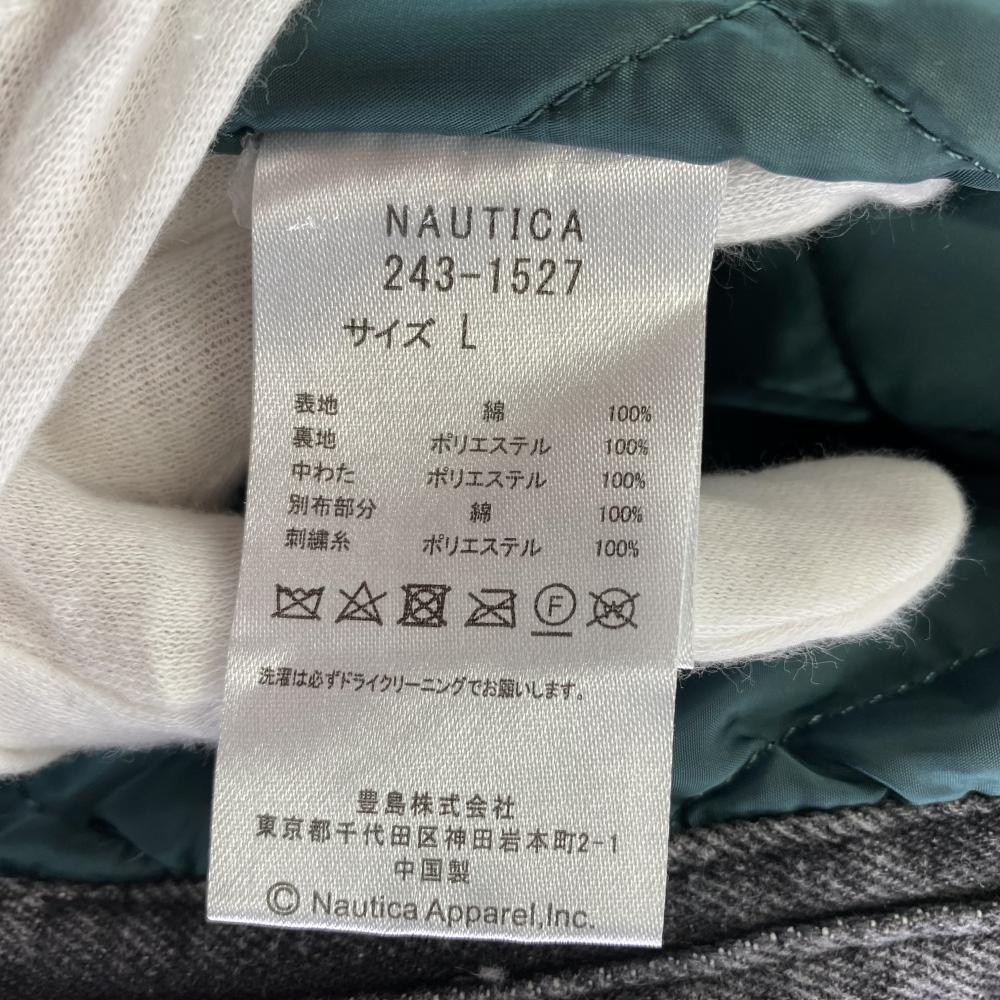 NAUTICA
243-1527
サイズ L
表地 綿 100%
裏地 ポリエステル 100%
中わた ポリエステル 100%
別布部分 綿 100%
刺繍糸 ポリエステル 100%
F W
洗濯は必ずドライクリーニングでお願いします。
豊島株式会社
東京都千代田区神田岩本町2-1
中国製
© Nautica Apparel,Inc.